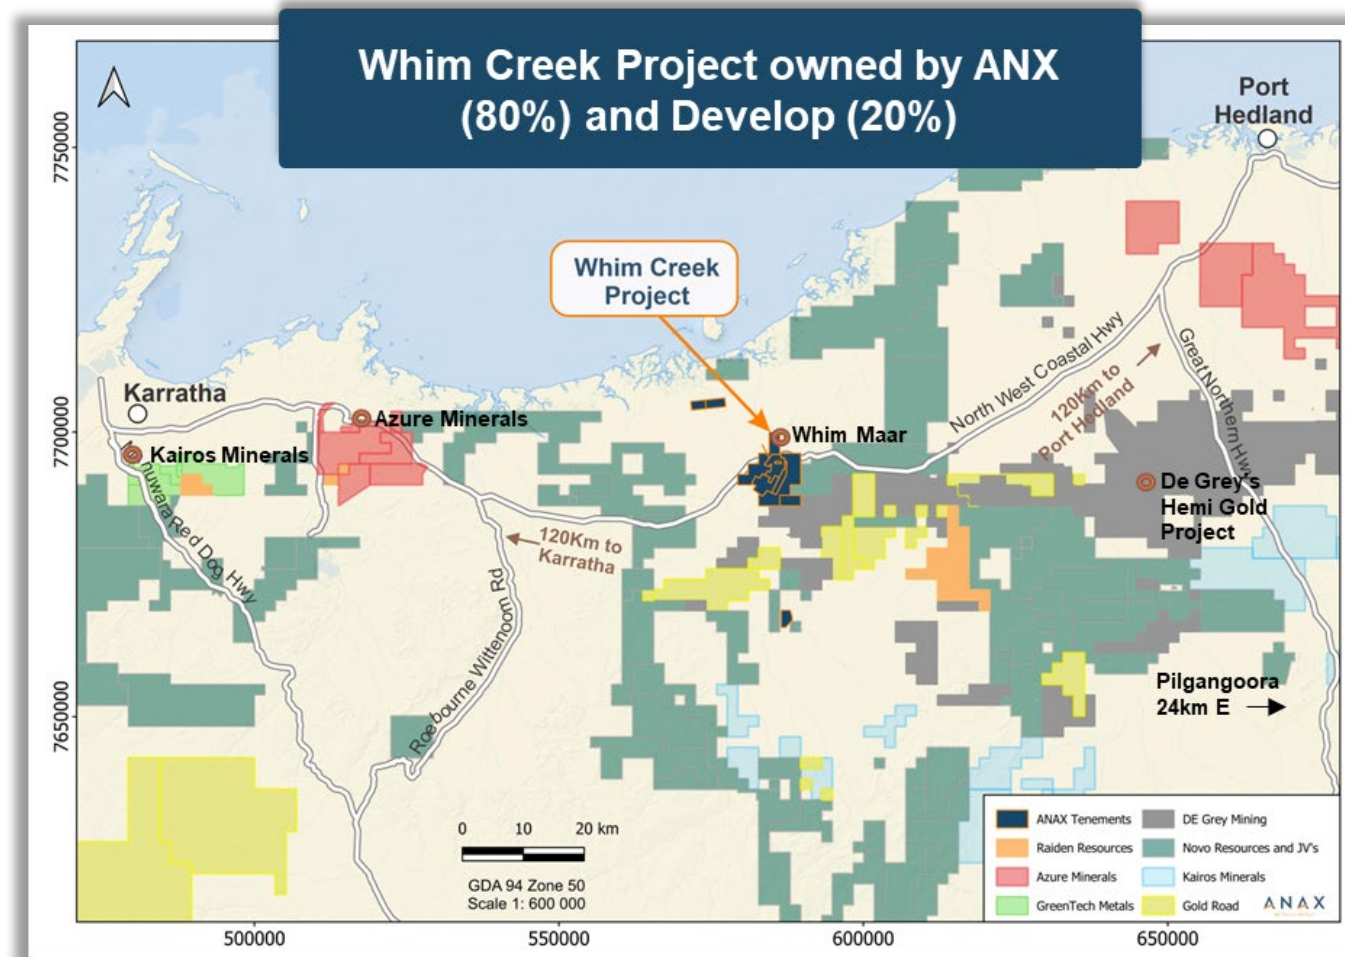 Whim Creek Project owned by ANX
(80%) and Develop (20%)
Port
Hedland
7750000
Whim Creek
Project
North West Coastal Hwy
Great Northern Hwy
120Km to
Port Hedland
Karratha
Azure Minerals
7700000
Whim Maar
Kairos Minerals
De Grey's
Hemi Gold
Project
nuwara Red Dog Hwy
120Km to
Karratha
Roebourne Wittenoom Rd
7650000
Pilgangoora
24km E
0 10 20 km
GDA 94 Zone 50
Scale 1: 600 000
ANAX Tenements
Raiden Resources
Azure Minerals
GreenTech Metals
DE Grey Mining
Novo Resources and JV's
Kairos Minerals
Gold Road
ANAX
500000
550000
600000
650000